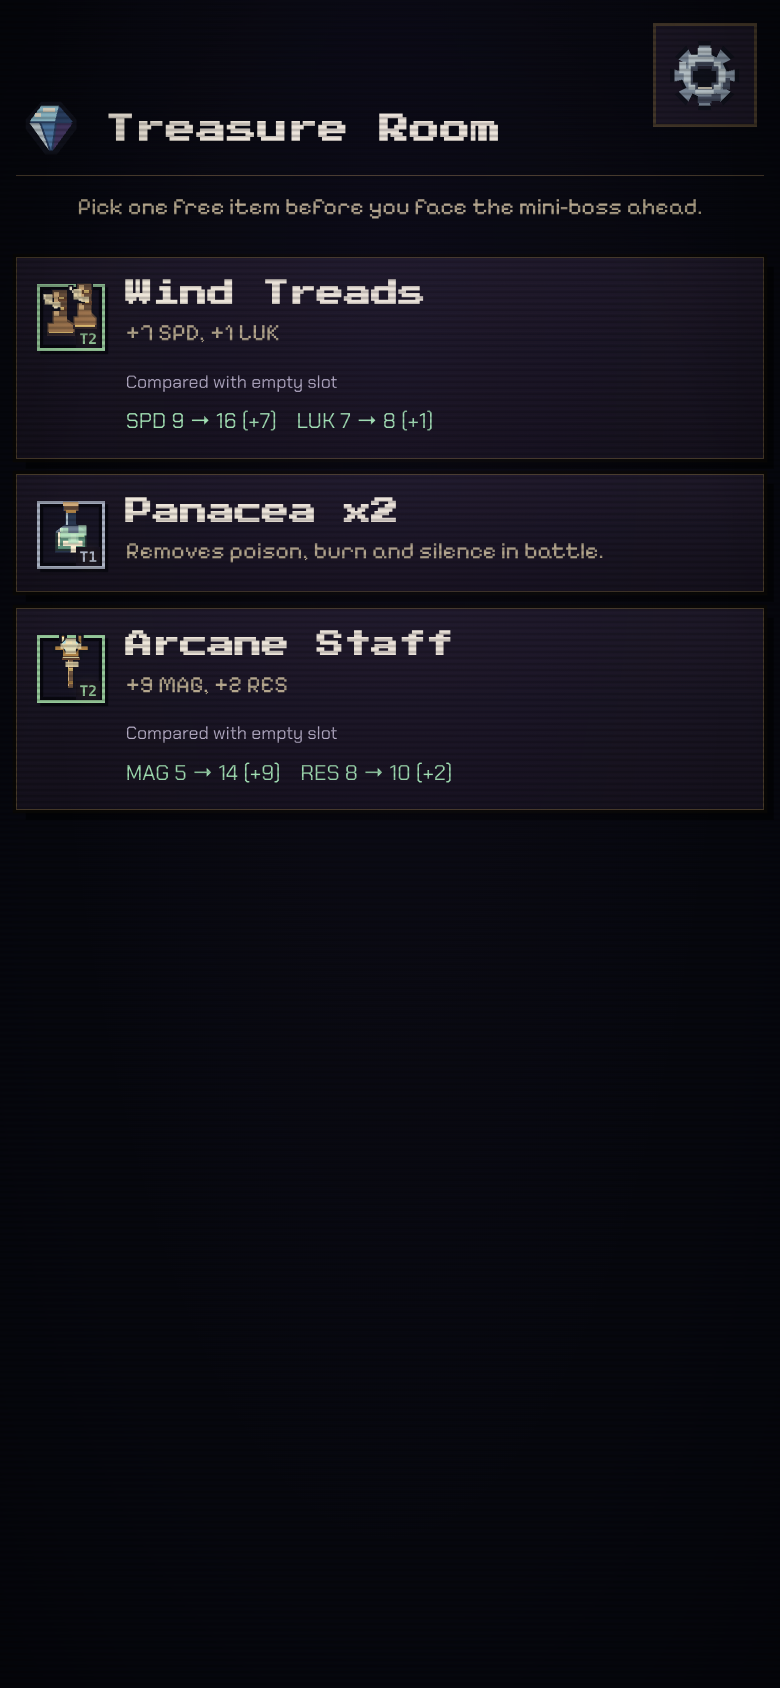 Treasure Room
Pick one free item before you face the mini-boss ahead.
Wind Treads
+7 SPD, +1 LUK
T2
Compared with empty slot
SPD 9 → 16 (+7) LUK 7 → 8 (+1)
Panacea x2
Removes poison, burn and silence in battle.
T1
Arcane Staff
+9 MAG, +2 RES
T2
Compared with empty slot
MAG 5 → 14 (+9) RES 8 → 10 (+2)